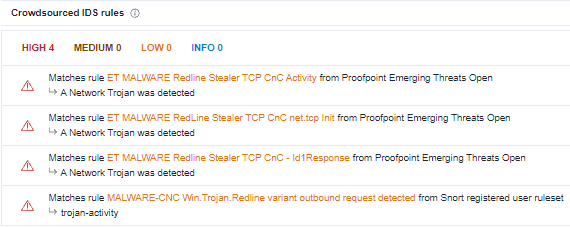 Crowdsourced IDS rules
HIGH 4 MEDIUM 0 LOW 0 INFO 0
Matches rule ET MALWARE Redline Stealer TCP CnC Activity from Proofpoint Emerging Threats Open
A Network Trojan was detected
Matches rule ET MALWARE RedLine Stealer TCP CnC net.tcp Init from Proofpoint Emerging Threats Open
A Network Trojan was detected
Matches rule ET MALWARE Redline Stealer TCP CnC - Id1Response from Proofpoint Emerging Threats Open
A Network Trojan was detected
Matches rule MALWARE-CNC Win.Trojan.Redline variant outbound request detected from Snort registered user ruleset
trojan-activity